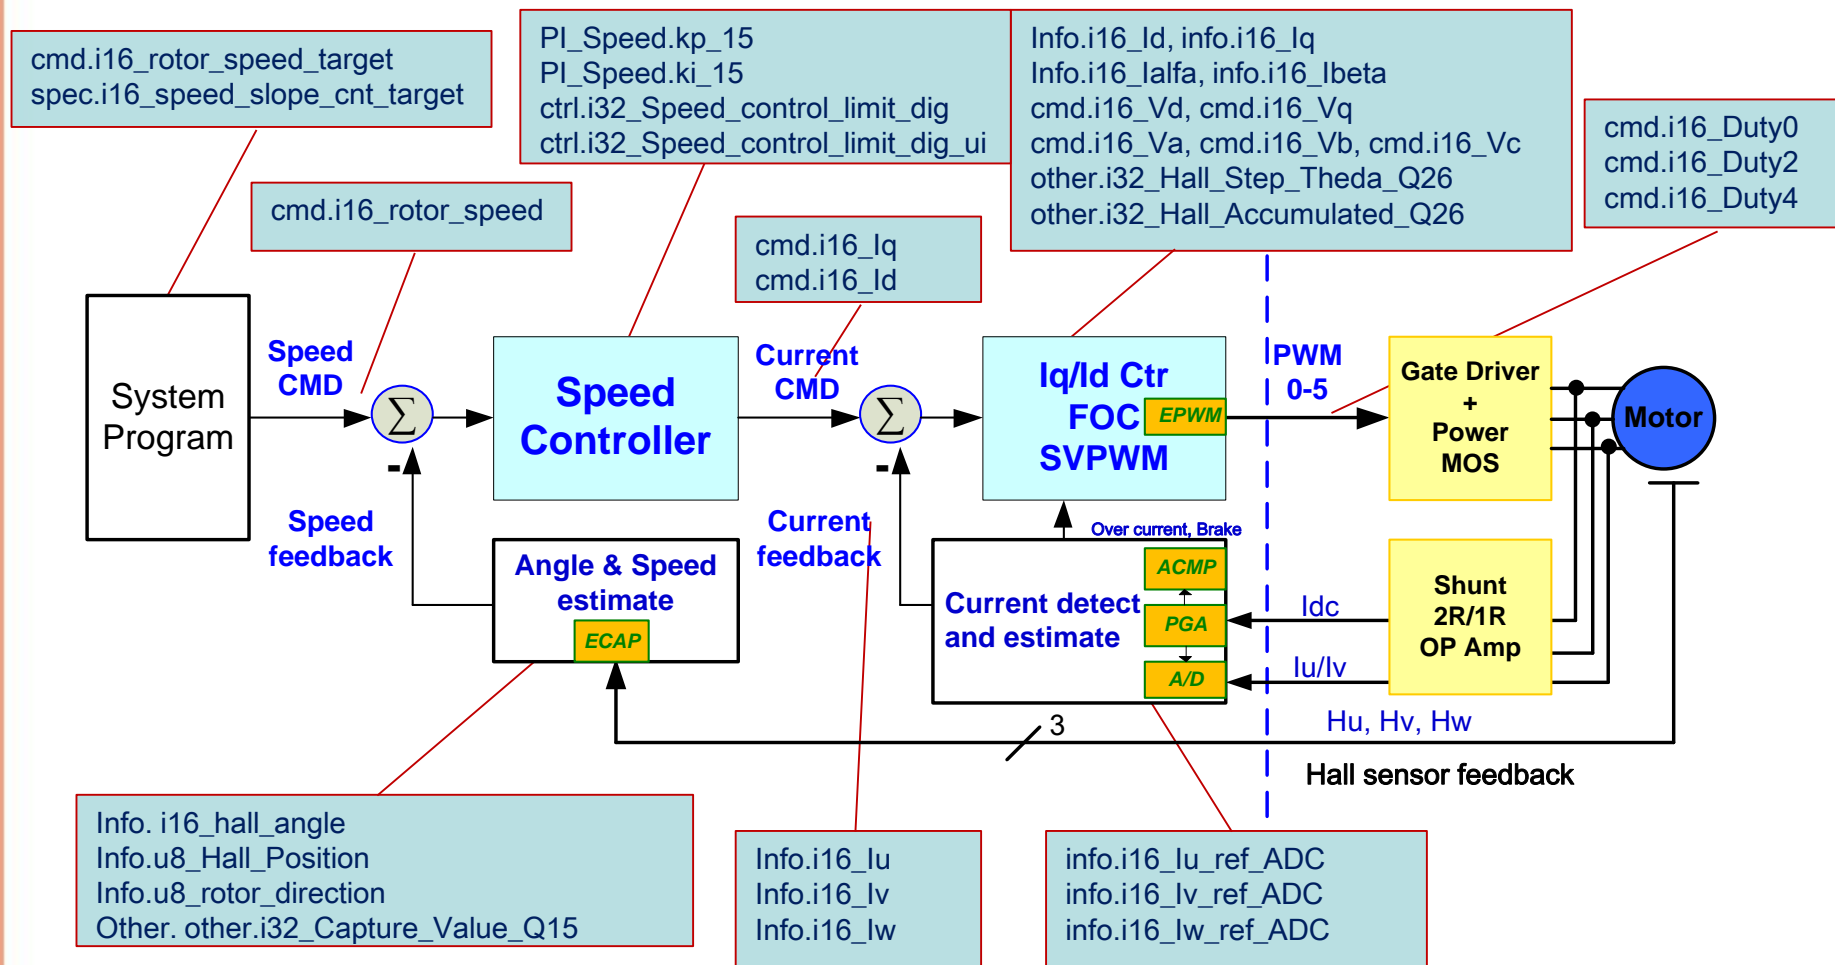 cmd.i16_rotor_speed_target
spec.i16_speed_slope_cnt_target
PI_Speed.kp_15
PI_Speed.ki_15
ctrl.i32_Speed_control_limit_dig
ctrl.i32_Speed_control_limit_dig_ui
Info.i16_Id, info.i16_Iq
Info.i16_Ialfa, info.i16_Ibeta
cmd.i16_Vd, cmd.i16_Vq
cmd.i16_Va, cmd.i16_Vb, cmd.i16_Vc
other.i32_Hall_Step_Theda_Q26
other.i32_Hall_Accumulated_Q26
cmd.i16_Duty0
cmd.i16_Duty2
cmd.i16_Duty4
cmd.i16_rotor_speed
cmd.i16_Iq
cmd.i16_Id
System
Program
Speed
CMD
Σ
-
Speed
Controller
Current
CMD
Σ
-
Iq/Id Ctr
FOC
SVPWM
EPWM
PWM
0-5
Gate Driver
+
Power
MOS
Motor
Speed
feedback
Angle & Speed
estimate
ECAP
Current
feedback
Over current, Brake
Current detect
and estimate
ACMP
PGA
A/D
Idc
Iu/Iv
Shunt
2R/1R
OP Amp
3
Hu, Hv, Hw
Hall sensor feedback
Info. i16_hall_angle
Info.u8_Hall_Position
Info.u8_rotor_direction
Other. other.i32_Capture_Value_Q15
Info.i16_Iu
Info.i16_Iv
Info.i16_Iw
info.i16_Iu_ref_ADC
info.i16_Iv_ref_ADC
info.i16_Iw_ref_ADC